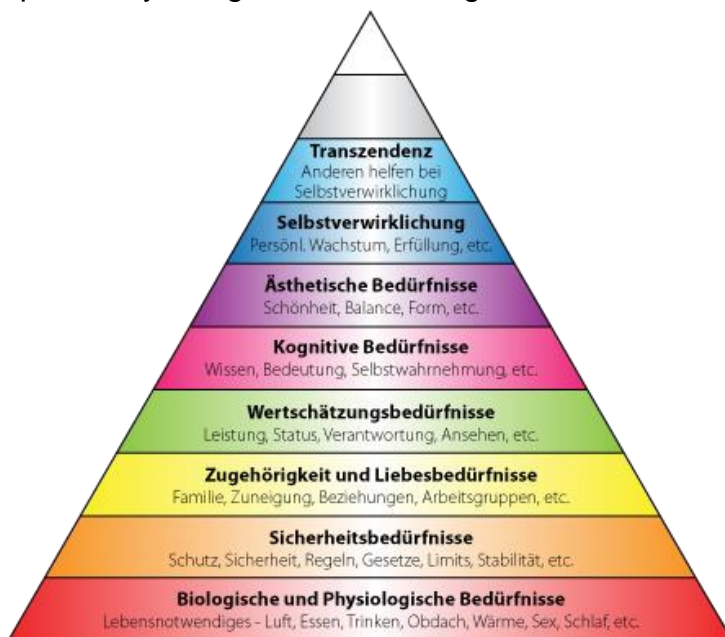 Transzendenz
Anderen helfen bei
Selbstverwirklichung
Selbstverwirklichung
Persönl. Wachstum, Erfüllung, etc.
Ästhetische Bedürfnisse
Schönheit, Balance, Form, etc.
Kognitive Bedürfnisse
Wissen, Bedeutung, Selbstwahrnehmung, etc.
Wertschätzungsbedürfnisse
Leistung, Status, Verantwortung, Ansehen, etc.
Zugehörigkeit und Liebesbedürfnisse
Familie, Zuneigung, Beziehungen, Arbeitsgruppen, etc.
Sicherheitsbedürfnisse
Schutz, Sicherheit, Regeln, Gesetze, Limits, Stabilität, etc.
Biologische und Physiologische Bedürfnisse
Lebensnotwendiges - Luft, Essen, Trinken, Obdach, Wärme, Sex, Schlaf, etc.